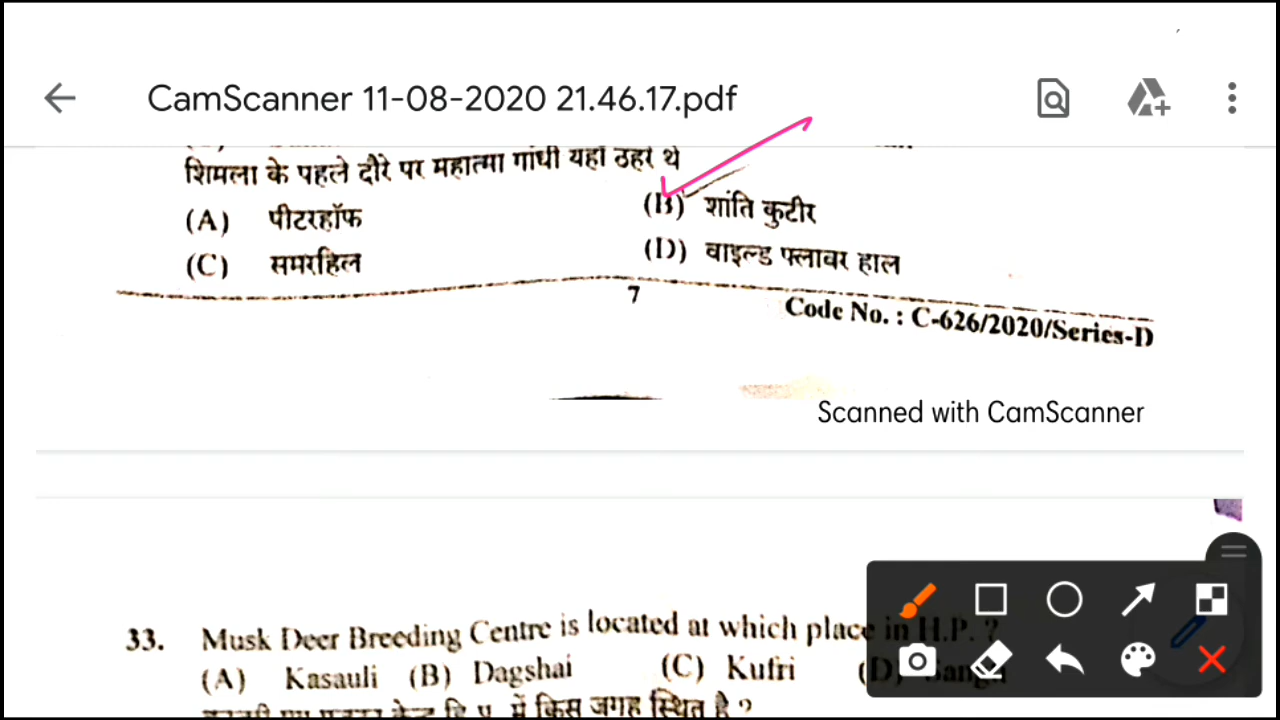 CamScanner 11-08-2020 21.46.17.pdf
शिमला के पहले दौरे पर महात्मा गांधी यहाँ ठहरे थे
(A) पीटरहॉफ (B) शांति कुटीर
(C) समरहिल (D) वाइल्ड फ्लावर हाल
7
Code No. : C-626/2020/Series-D
Scanned with CamScanner
33. Musk Deer Breeding Centre is located at which place in H.P. ?
(A) Kasauli (B) Dagshai (C) Kufri (D)
में किस जगह स्थित है ?